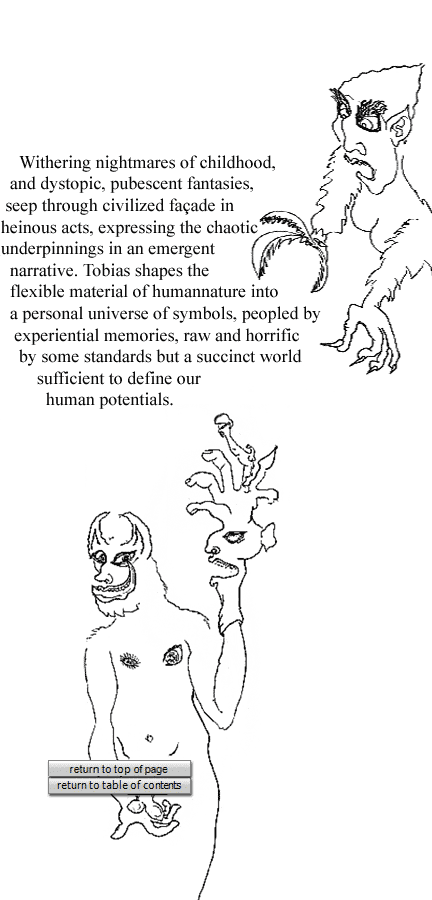 Withering nightmares of childhood,
and dystopic, pubescent fantasies,
seep through civilized façade in
heinous acts, expressing the chaotic
underpinnings in an emergent
narrative. Tobias shapes the
flexible material of humannature into
a personal universe of symbols, peopled by
experiential memories, raw and horrific
by some standards but a succinct world
sufficient to define our
human potentials.
return to top of page
return to table of contents